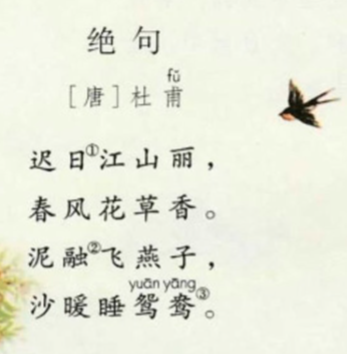 绝句
[唐]杜甫
fǔ
迟日①江山丽，
春风花草香。
泥融②飞燕子，
yuān yāng
沙暖睡鸳鸯③。